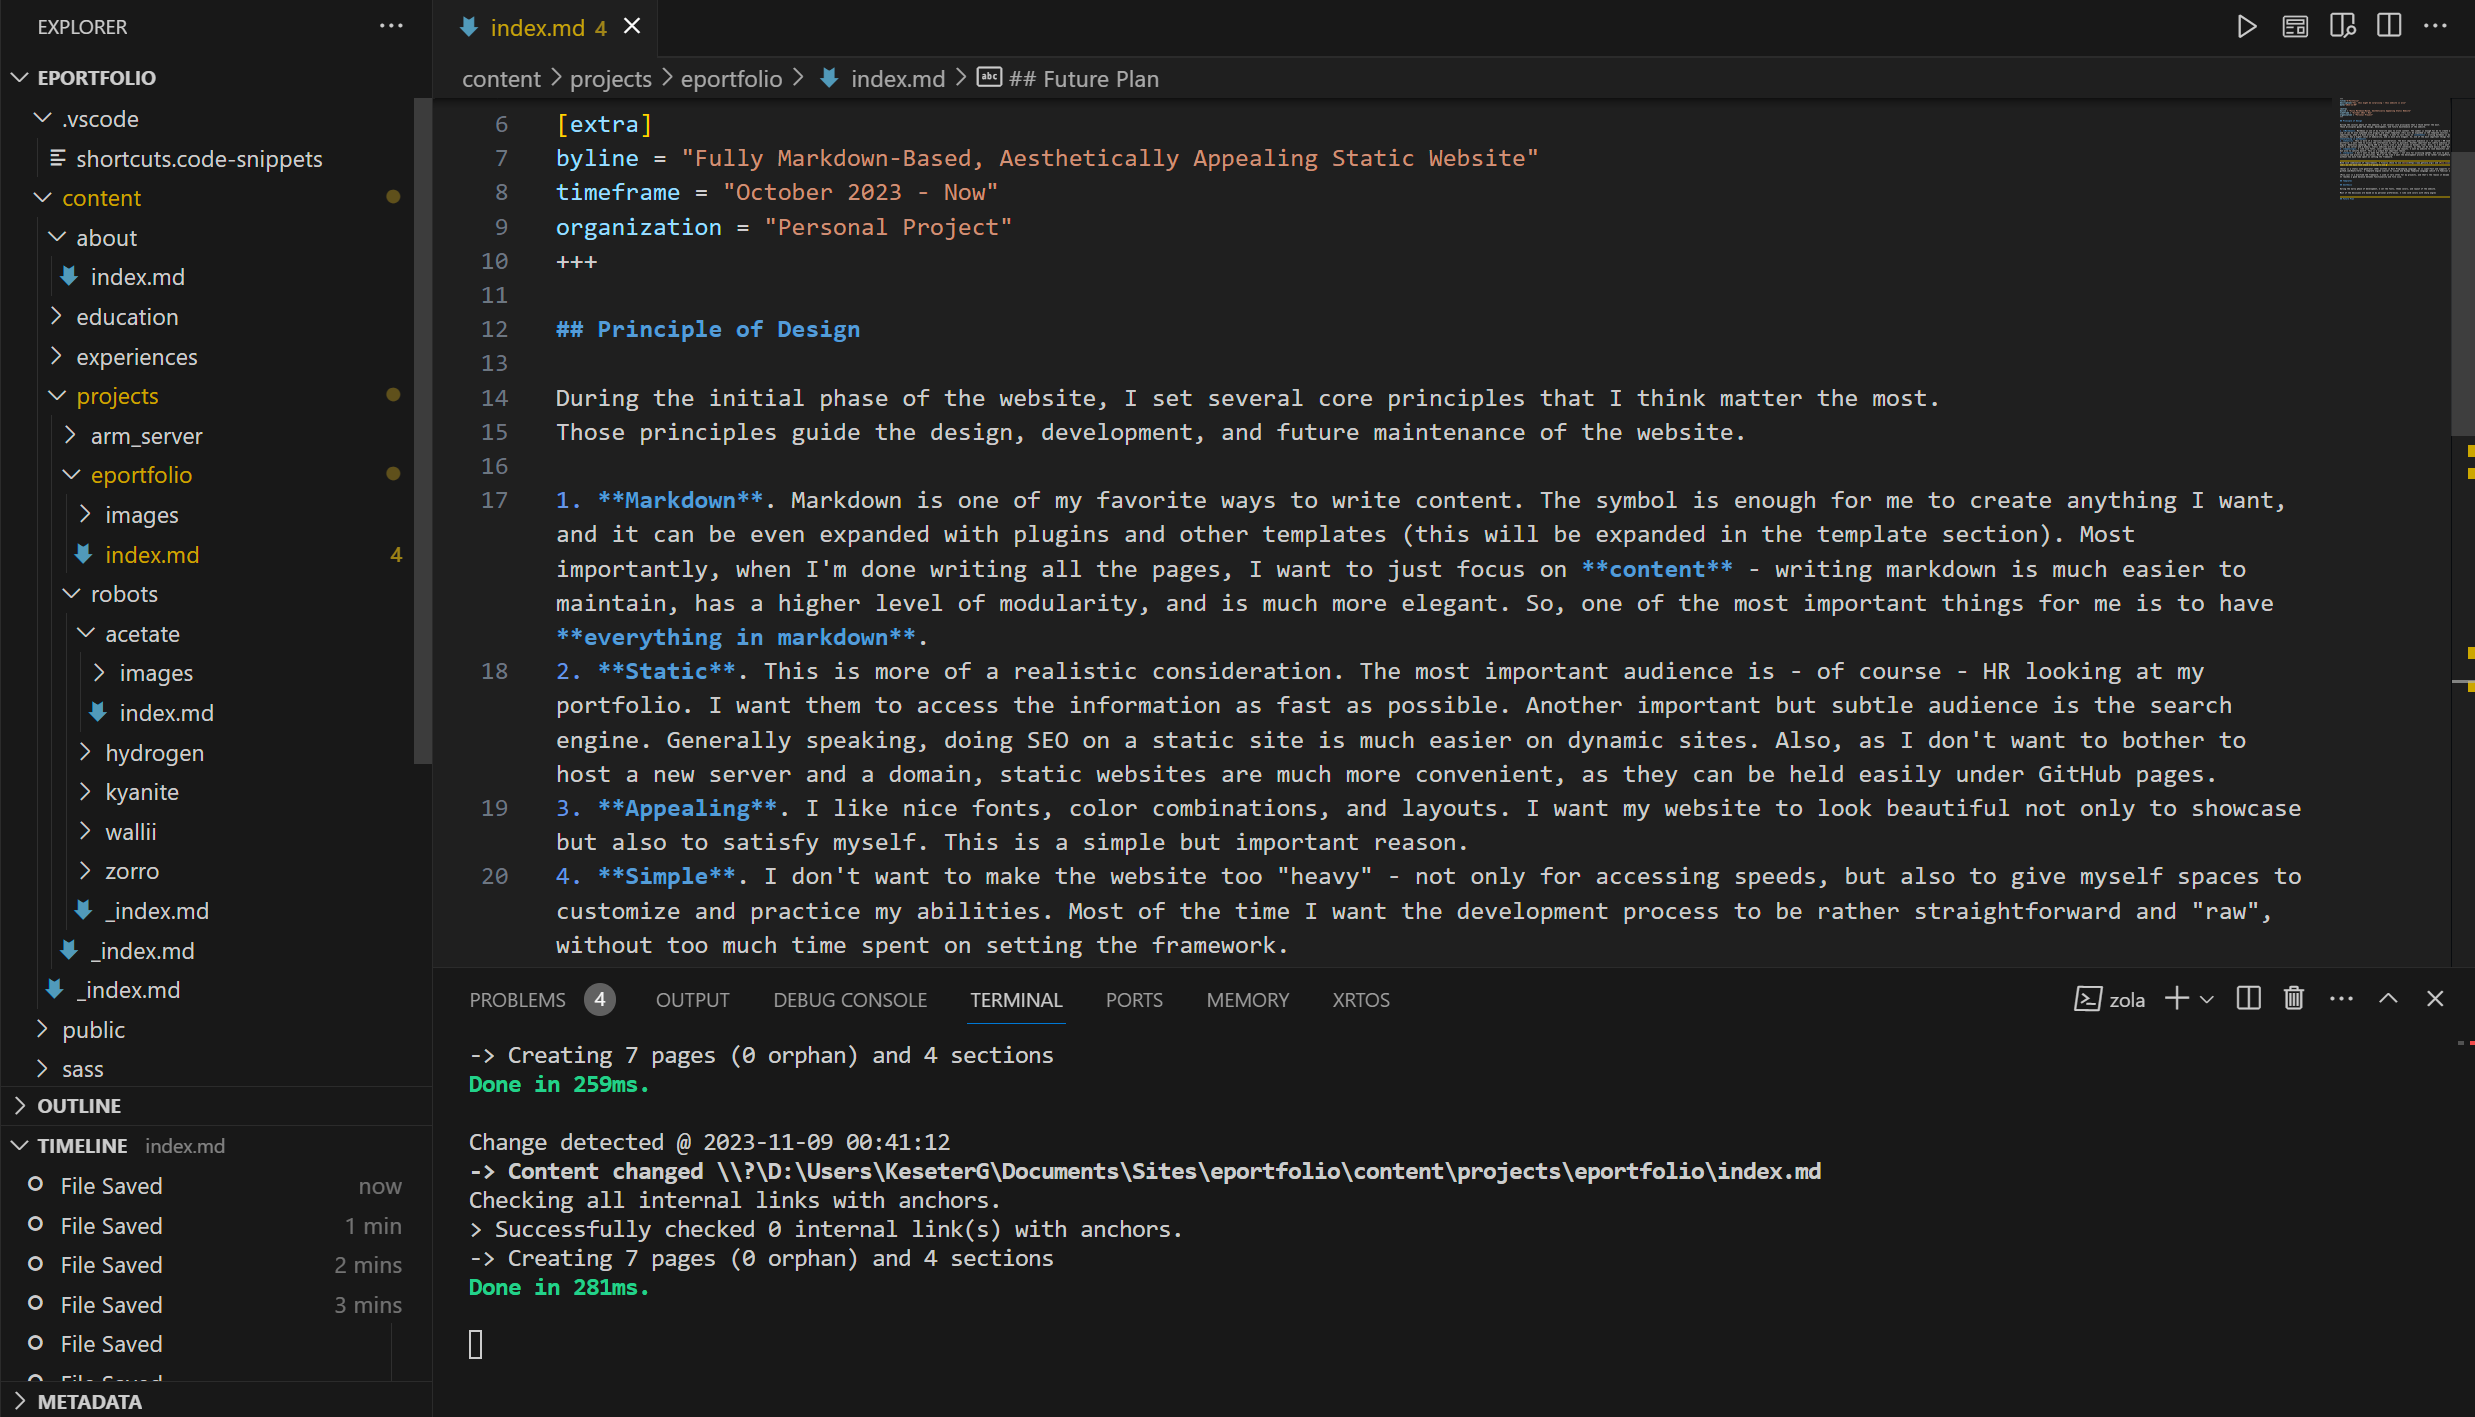 EXPLORER
EPORTFOLIO
.vscode
shortcuts.code-snippets
content
about
index.md
education
experiences
projects
arm_server
eportfolio
images
index.md 4
robots
acetate
images
index.md
hydrogen
kyanite
wallii
zorro
_index.md
_index.md
_index.md
public
sass
OUTLINE
TIMELINE index.md
File Saved now
File Saved 1 min
File Saved 2 mins
File Saved 3 mins
File Saved
File Saved
METADATA
index.md 4
content > projects > eportfolio > index.md > abc ## Future Plan
6 [extra]
7 byline = "Fully Markdown-Based, Aesthetically Appealing Static Website"
8 timeframe = "October 2023 - Now"
9 organization = "Personal Project"
10 +++
11
12 ## Principle of Design
13
14 During the initial phase of the website, I set several core principles that I think matter the most.
15 Those principles guide the design, development, and future maintenance of the website.
16
17 1. **Markdown**. Markdown is one of my favorite ways to write content. The symbol is enough for me to create anything I want,
and it can be even expanded with plugins and other templates (this will be expanded in the template section). Most
importantly, when I'm done writing all the pages, I want to just focus on **content** - writing markdown is much easier to
maintain, has a higher level of modularity, and is much more elegant. So, one of the most important things for me is to have
**everything in markdown**.
18 2. **Static**. This is more of a realistic consideration. The most important audience is - of course - HR looking at my
portfolio. I want them to access the information as fast as possible. Another important but subtle audience is the search
engine. Generally speaking, doing SEO on a static site is much easier on dynamic sites. Also, as I don't want to bother to
host a new server and a domain, static websites are much more convenient, as they can be held easily under GitHub pages.
19 3. **Appealing**. I like nice fonts, color combinations, and layouts. I want my website to look beautiful not only to showcase
but also to satisfy myself. This is a simple but important reason.
20 4. **Simple**. I don't want to make the website too "heavy" - not only for accessing speeds, but also to give myself spaces to
customize and practice my abilities. Most of the time I want the development process to be rather straightforward and "raw",
without too much time spent on setting the framework.
PROBLEMS 4 OUTPUT DEBUG CONSOLE TERMINAL PORTS MEMORY XRTOS zola
-> Creating 7 pages (0 orphan) and 4 sections
Done in 259ms.
Change detected @ 2023-11-09 00:41:12
-> Content changed \\?\D:\Users\KeseterG\Documents\Sites\eportfolio\content\projects\eportfolio\index.md
Checking all internal links with anchors.
> Successfully checked 0 internal link(s) with anchors.
-> Creating 7 pages (0 orphan) and 4 sections
Done in 281ms.